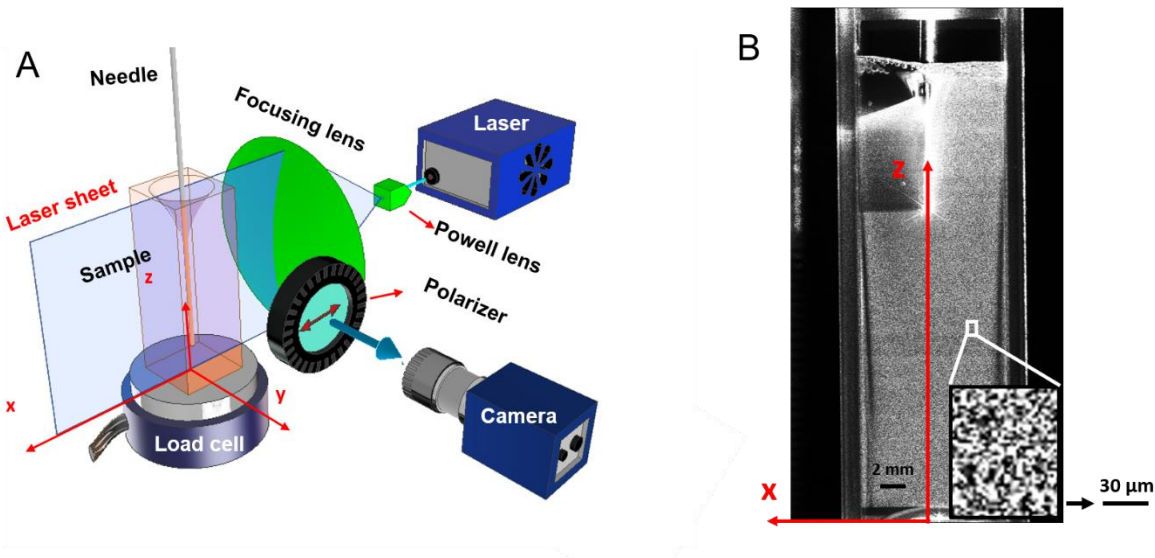 A
Needle
Focusing lens
Laser
Laser sheet
Powell lens
Sample
z
Polarizer
x
y
Load cell
Camera
B
z
2 mm
x
30 µm